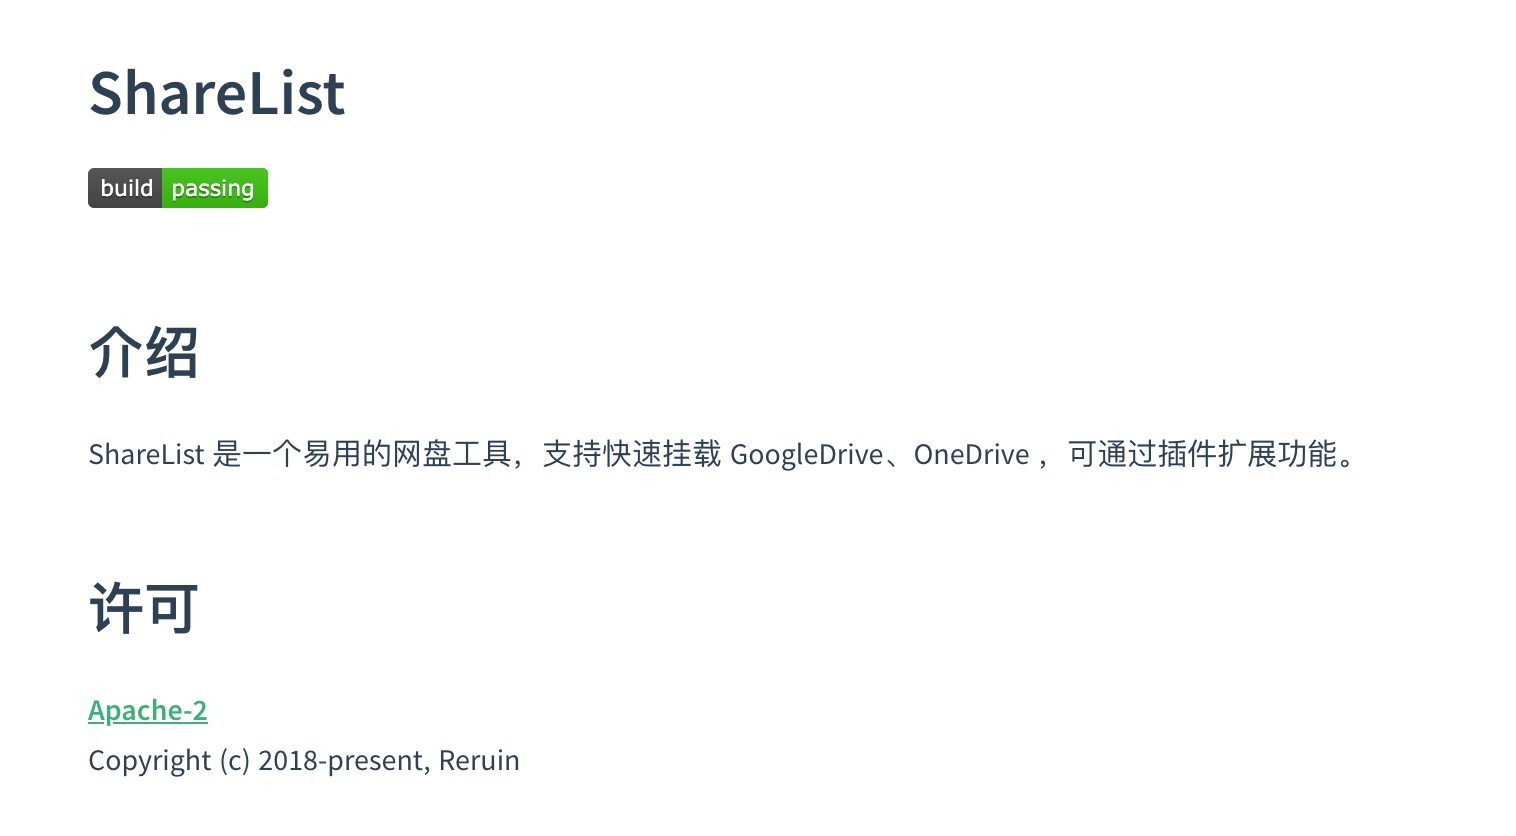 ShareList
build passing
介绍
ShareList 是一个易用的网盘工具，支持快速挂载 GoogleDrive、OneDrive ，可通过插件扩展功能。
许可
Apache-2
Copyright (c) 2018-present, Reruin